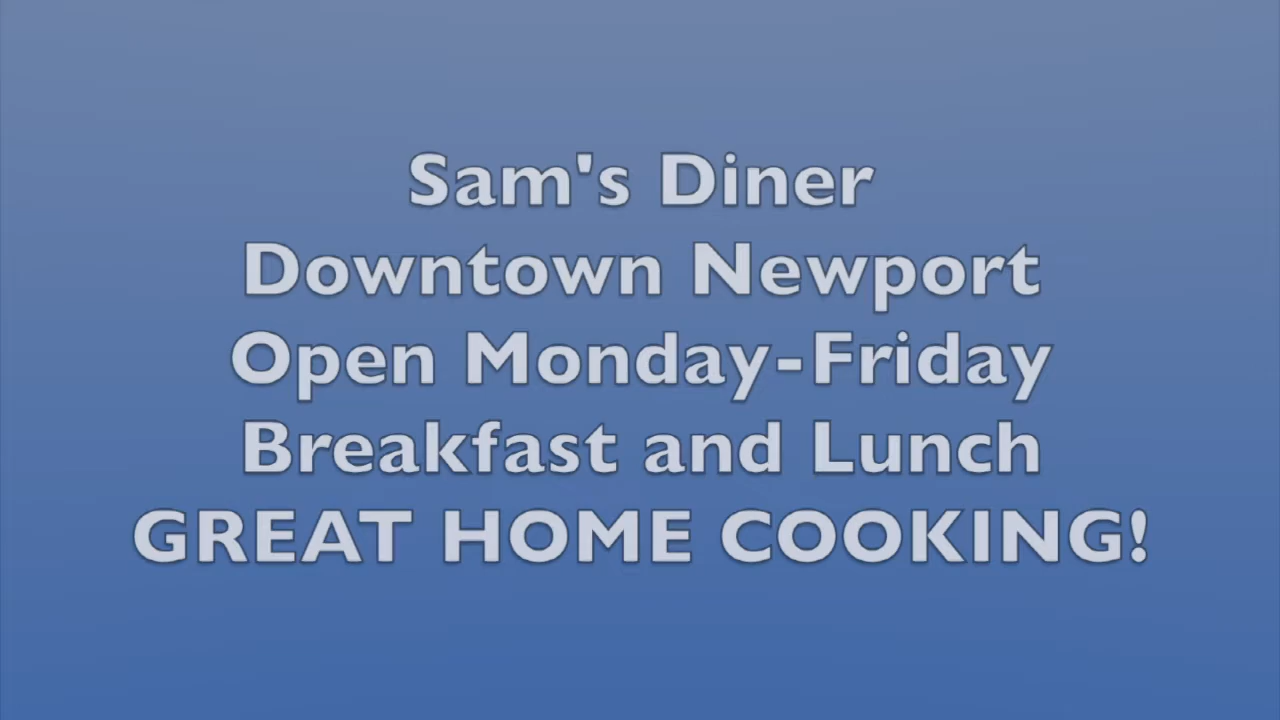 Sam's Diner
Downtown Newport
Open Monday-Friday
Breakfast and Lunch
GREAT HOME COOKING!